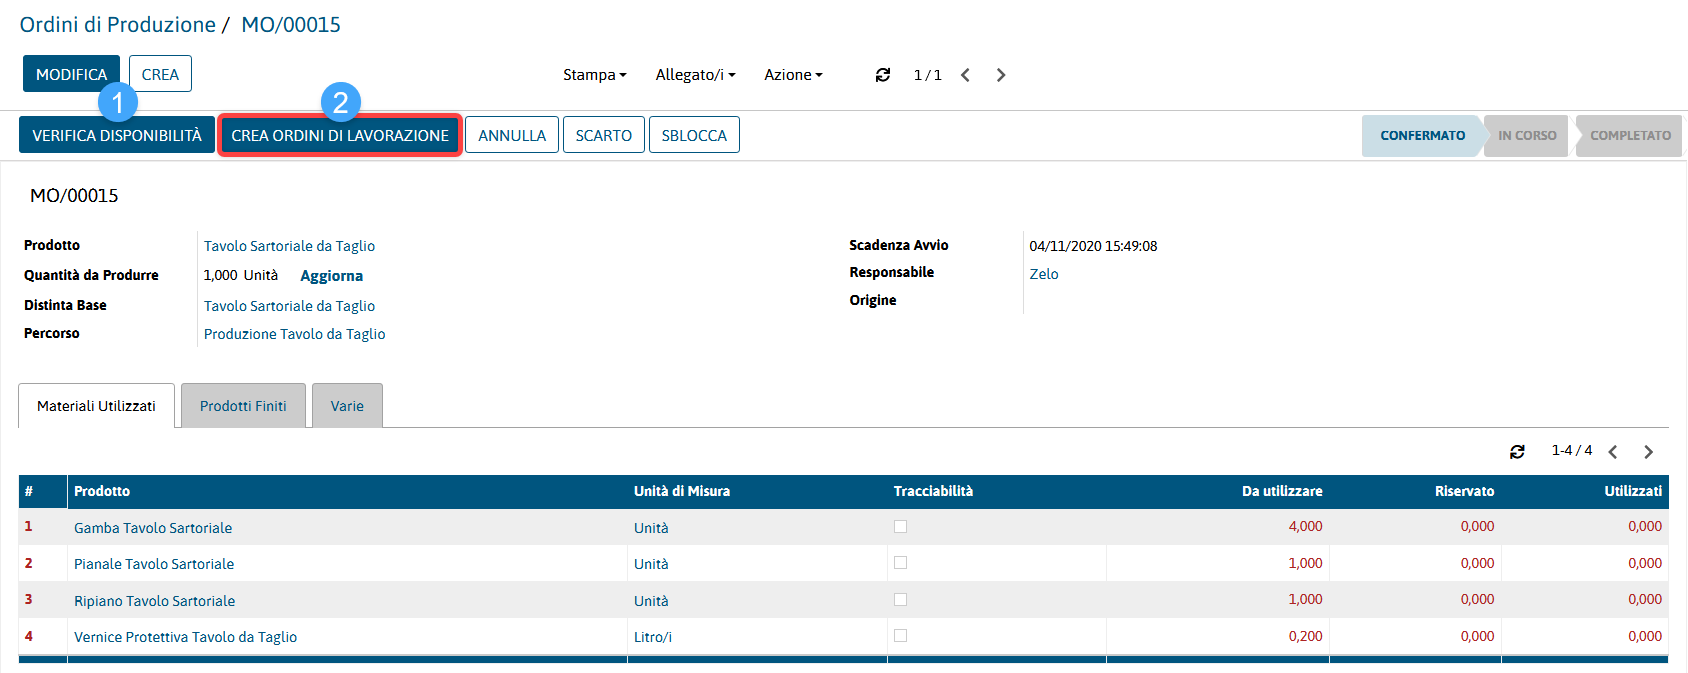 Ordini di Produzione / MO/00015
MODIFICA CREA Stampa Allegato/i Azione 1 / 1
1 2
VERIFICA DISPONIBILITÀ CREA ORDINI DI LAVORAZIONE ANNULLA SCARTO SBLOCCA CONFERMATO IN CORSO COMPLETATO
MO/00015
Prodotto Tavolo Sartoriale da Taglio
Quantità da Produrre 1,000 Unità Aggiorna
Distinta Base Tavolo Sartoriale da Taglio
Percorso Produzione Tavolo da Taglio
Scadenza Avvio 04/11/2020 15:49:08
Responsabile Zelo
Origine
Materiali Utilizzati Prodotti Finiti Varie
1-4 / 4
# Prodotto Unità di Misura Tracciabilità Da utilizzare Riservato Utilizzati
1 Gamba Tavolo Sartoriale Unità 4,000 0,000 0,000
2 Pianale Tavolo Sartoriale Unità 1,000 0,000 0,000
3 Ripiano Tavolo Sartoriale Unità 1,000 0,000 0,000
4 Vernice Protettiva Tavolo da Taglio Litro/i 0,200 0,000 0,000